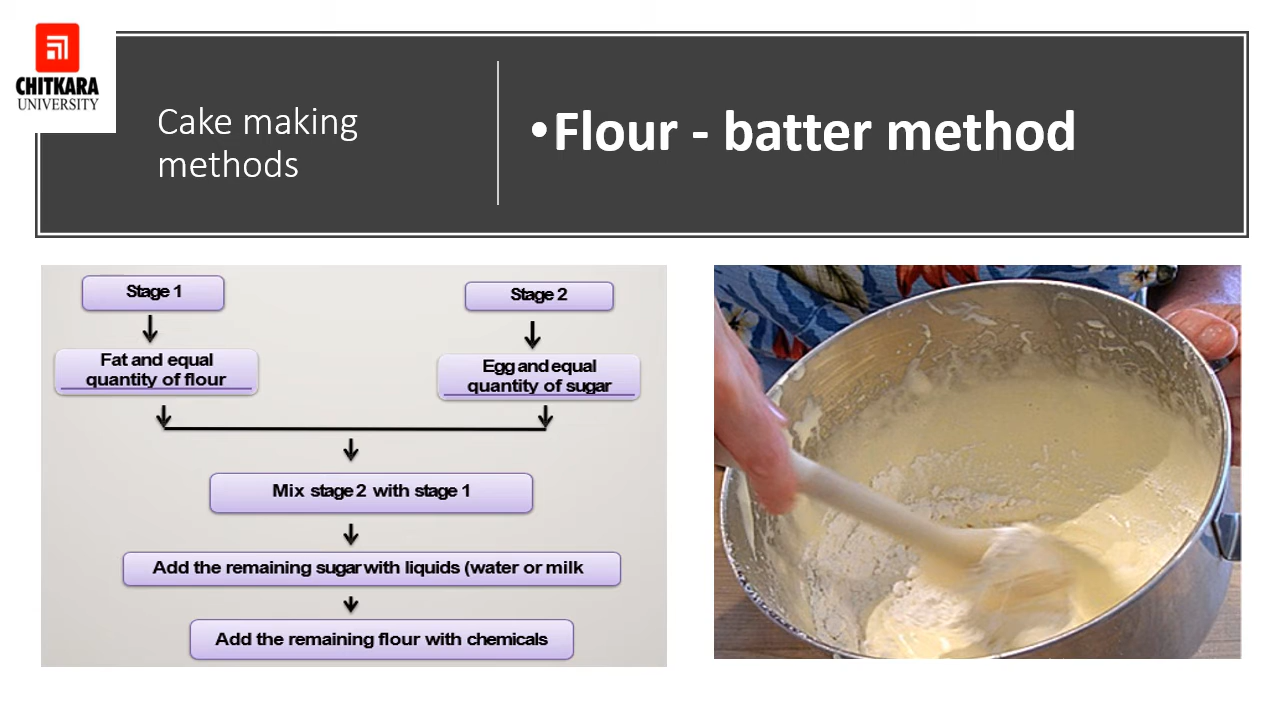 CHITKARA
UNIVERSITY
Cake making
methods
•Flour - batter method
Stage 1
Stage 2
Fat and equal
quantity of flour
Egg and equal
quantity of sugar
Mix stage 2 with stage 1
Add the remaining sugar with liquids (water or milk
Add the remaining flour with chemicals